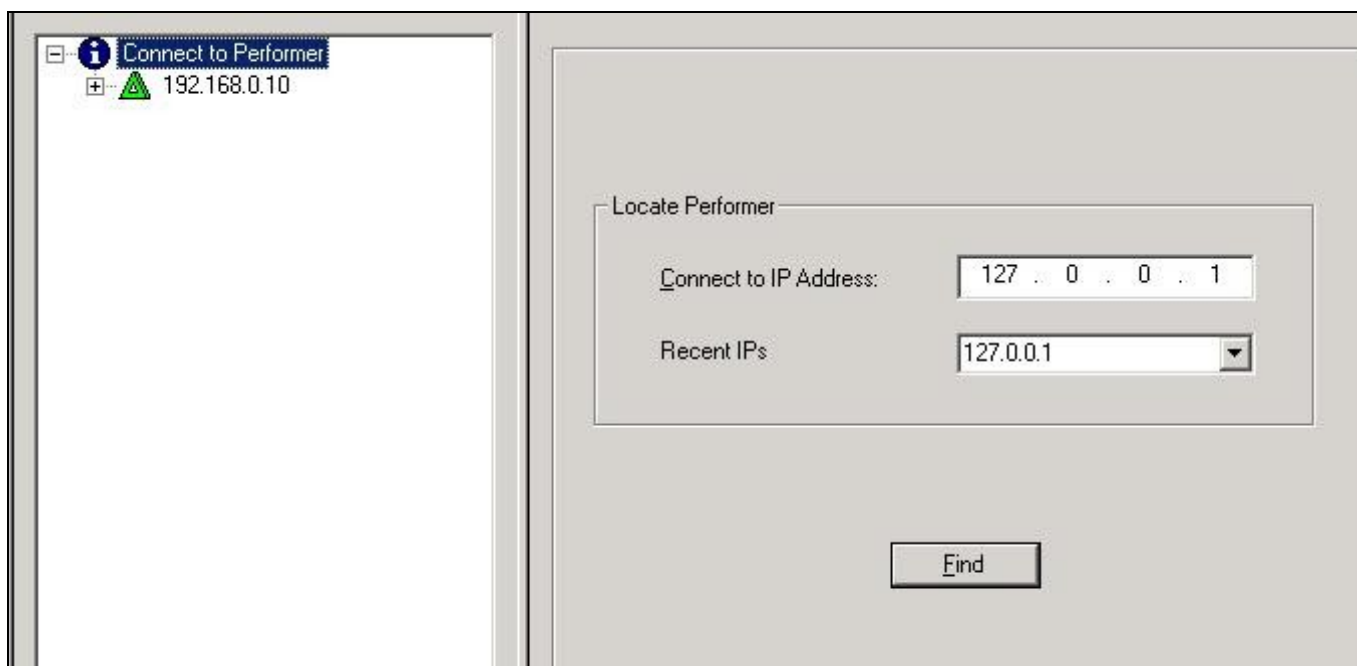 Connect to Performer
192.168.0.10
Locate Performer
Connect to IP Address:
127 . 0 . 0 . 1
Recent IPs
127.0.0.1
Find